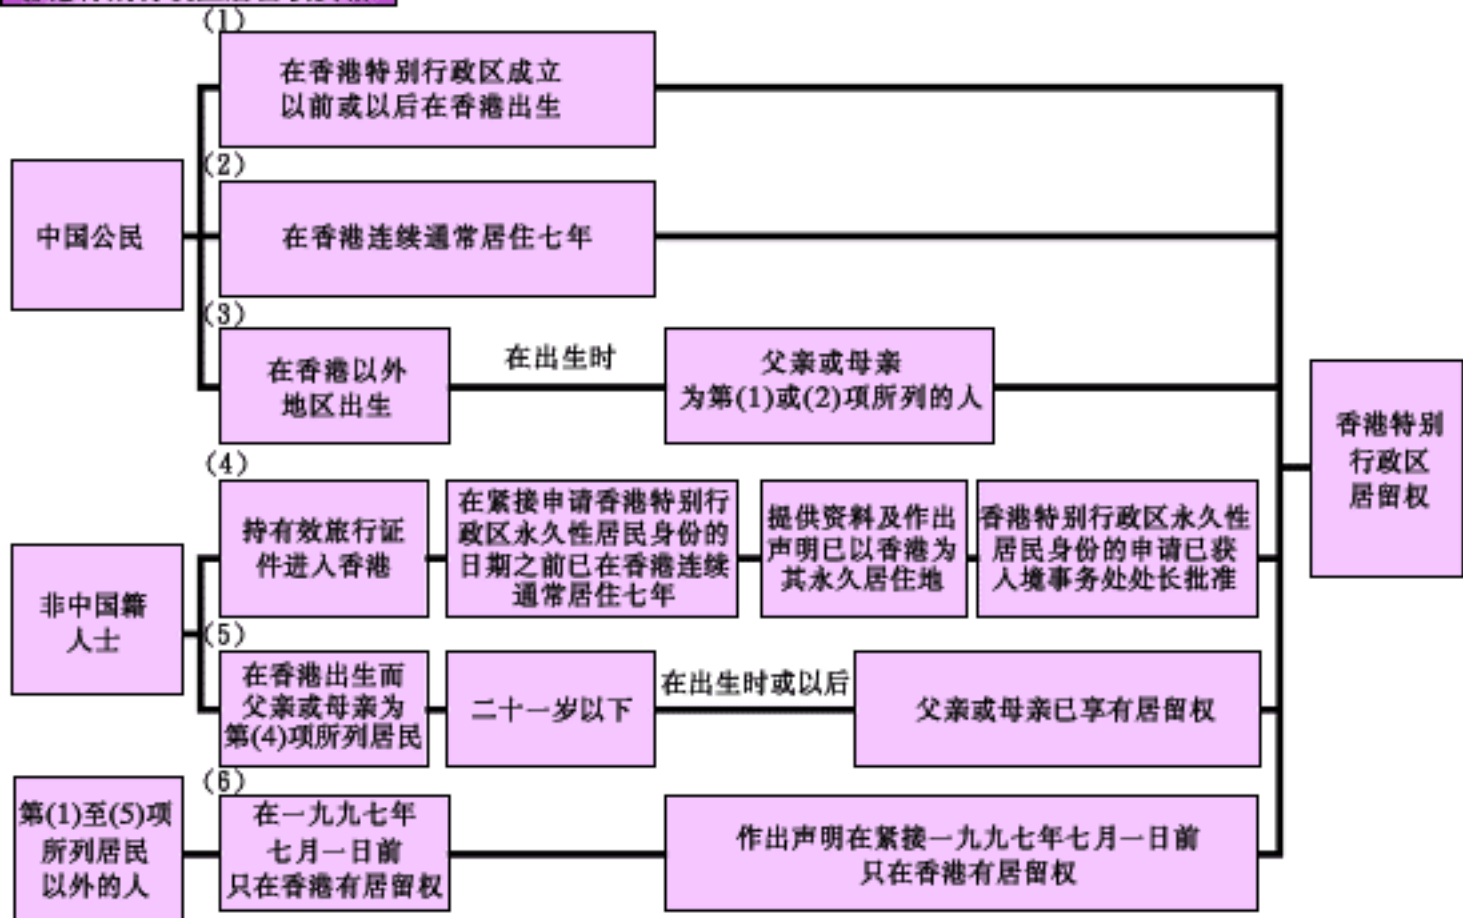 (1)
在香港特别行政区成立
以前或以后在香港出生
中国公民
(2)
在香港连续通常居住七年
(3)
在香港以外
地区出生
在出生时
父亲或母亲
为第(1)或(2)项所列的人
香港特别
行政区
居留权
非中国籍
人士
(4)
持有效旅行证
件进入香港
在紧接申请香港特别行
政区永久性居民身份的
日期之前已在香港连续
通常居住七年
提供资料及作出
声明已以香港为
其永久居住地
香港特别行政区永久性
居民身份的申请已获
入境事务处处长批准
(5)
在香港出生而
父亲或母亲为
第(4)项所列居民
二十一岁以下
在出生时或以后
父亲或母亲已享有居留权
第(1)至(5)项
所列居民
以外的人
(6)
在一九九七年
七月一日前
只在香港有居留权
作出声明在紧接一九九七年七月一日前
只在香港有居留权